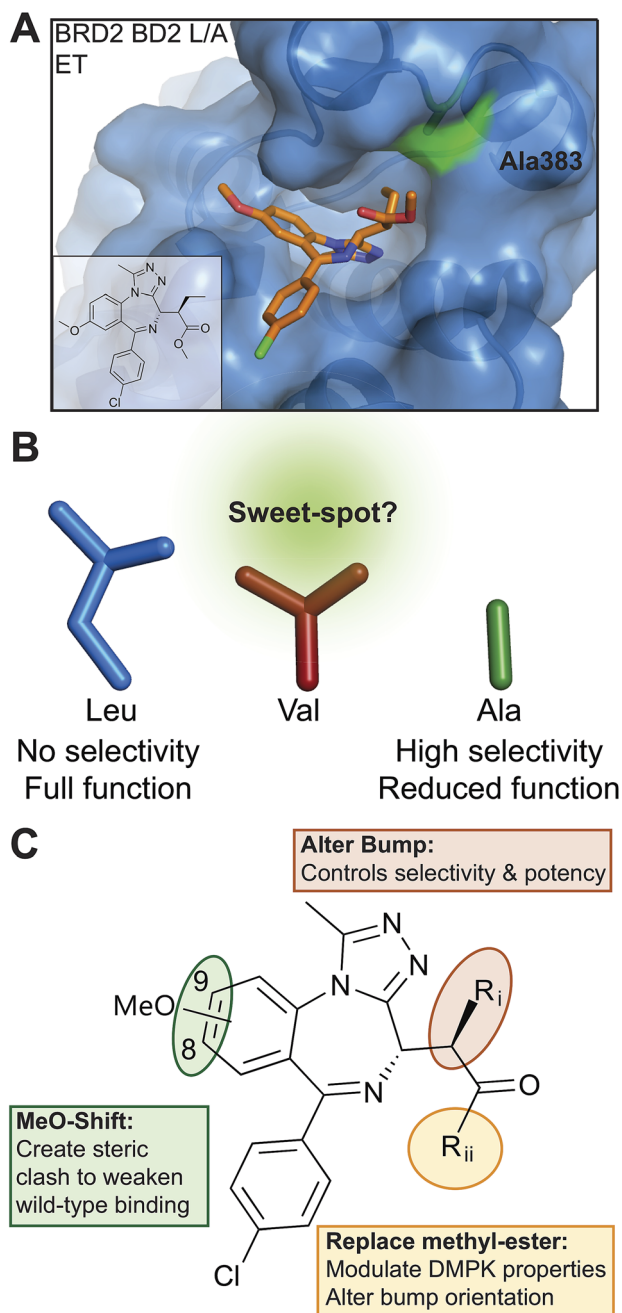 A
BRD2 BD2 L/A
ET
Ala383
N
N
N
N
O
O
O
Cl
B
Sweet-spot?
Leu
Val
Ala
No selectivity
Full function
High selectivity
Reduced function
C
Alter Bump:
Controls selectivity & potency
N
N
N
9
MeO
8
Ri
N
O
Rii
MeO-Shift:
Create steric
clash to weaken
wild-type binding
Cl
Replace methyl-ester:
Modulate DMPK properties
Alter bump orientation